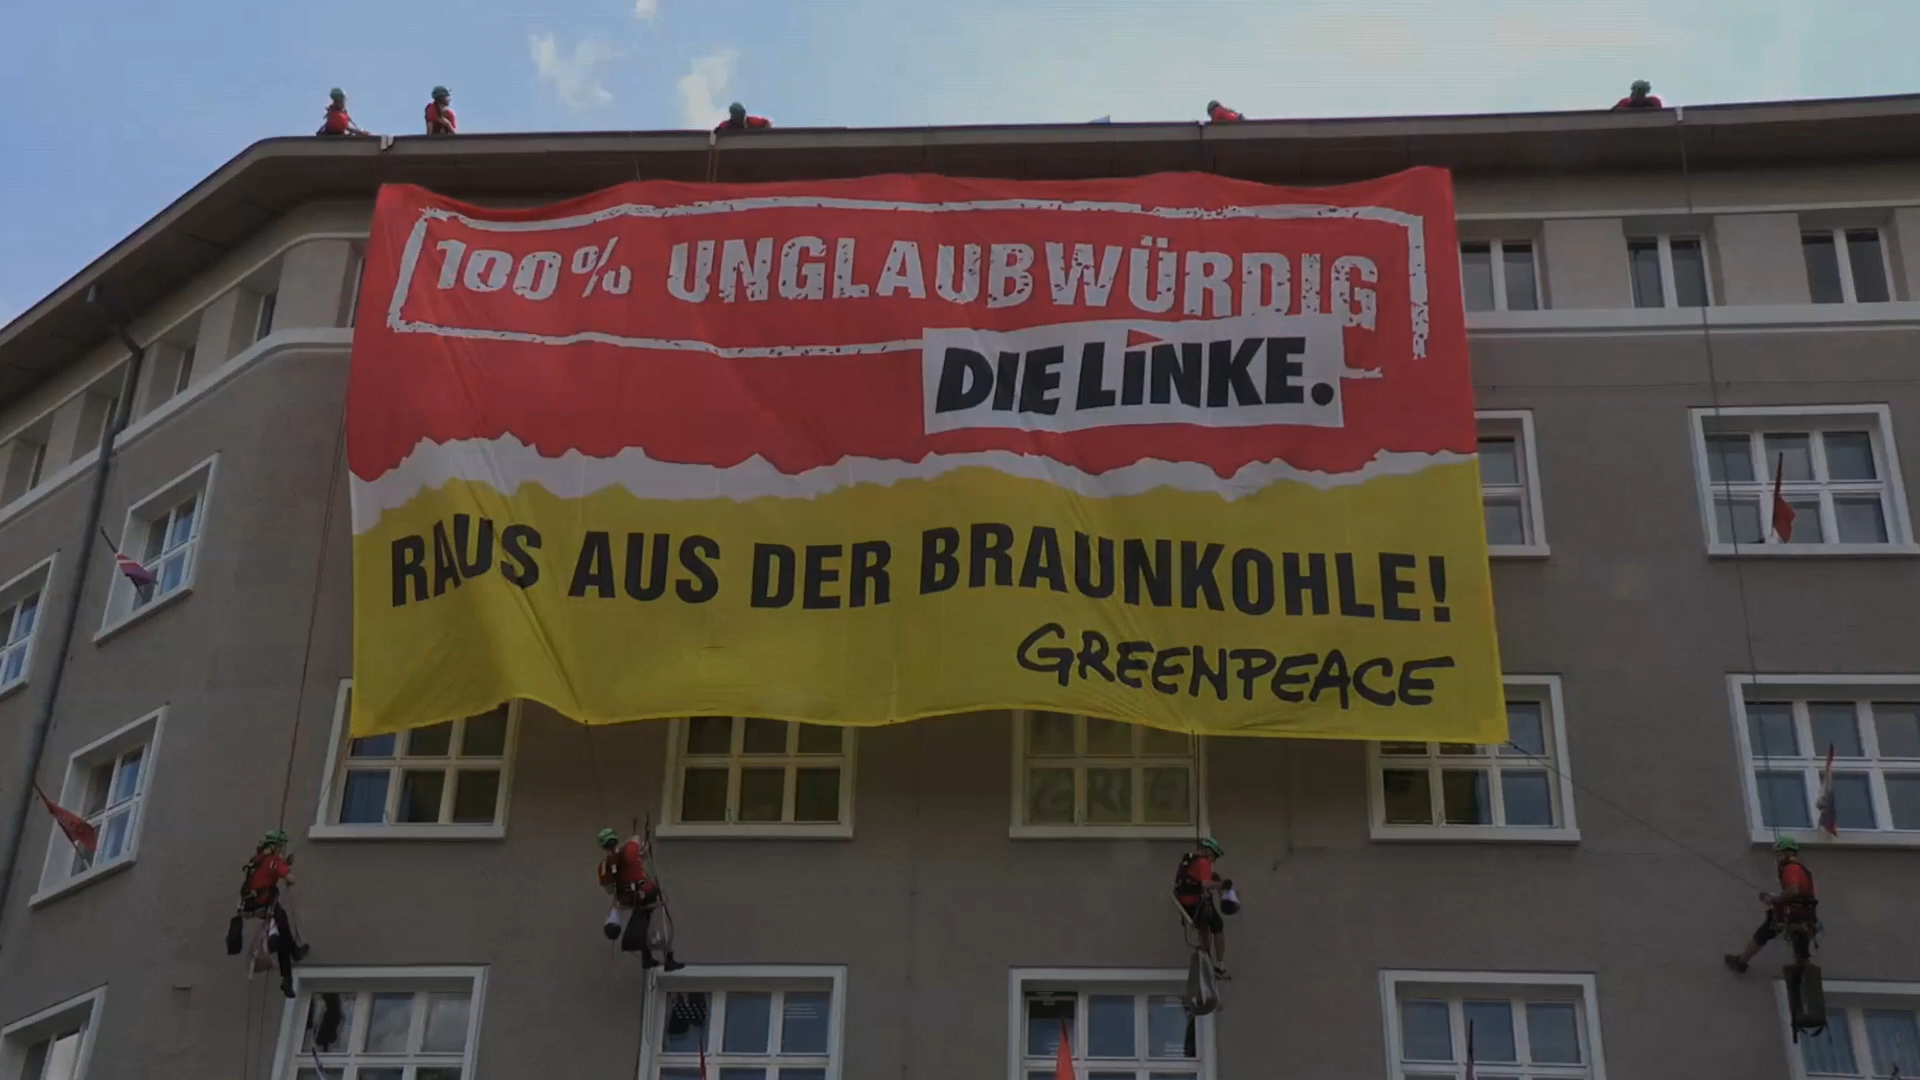 100% UNGLAUBWÜRDIG
DIE LINKE.
RAUS AUS DER BRAUNKOHLE!
GREENPEACE